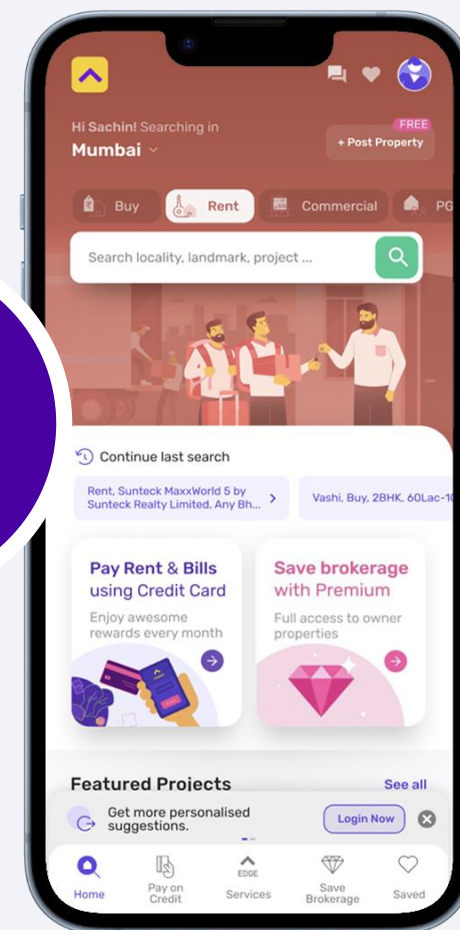 Hi Sachin! Searching in
Mumbai
FREE
+ Post Property
Buy
Rent
Commercial
PG
Search locality, landmark, project ...
Continue last search
Rent, Sunteck MaxxWorld 5 by
Sunteck Realty Limited, Any Bh...
Vashi, Buy, 2BHK, 60Lac-10
Pay Rent & Bills
using Credit Card
Enjoy awesome
rewards every month
Save brokerage
with Premium
Full access to owner
properties
Featured Projects
See all
Get more personalised
suggestions.
Login Now
Home
Pay on
Credit
EDGE
Services
Save
Brokerage
Saved